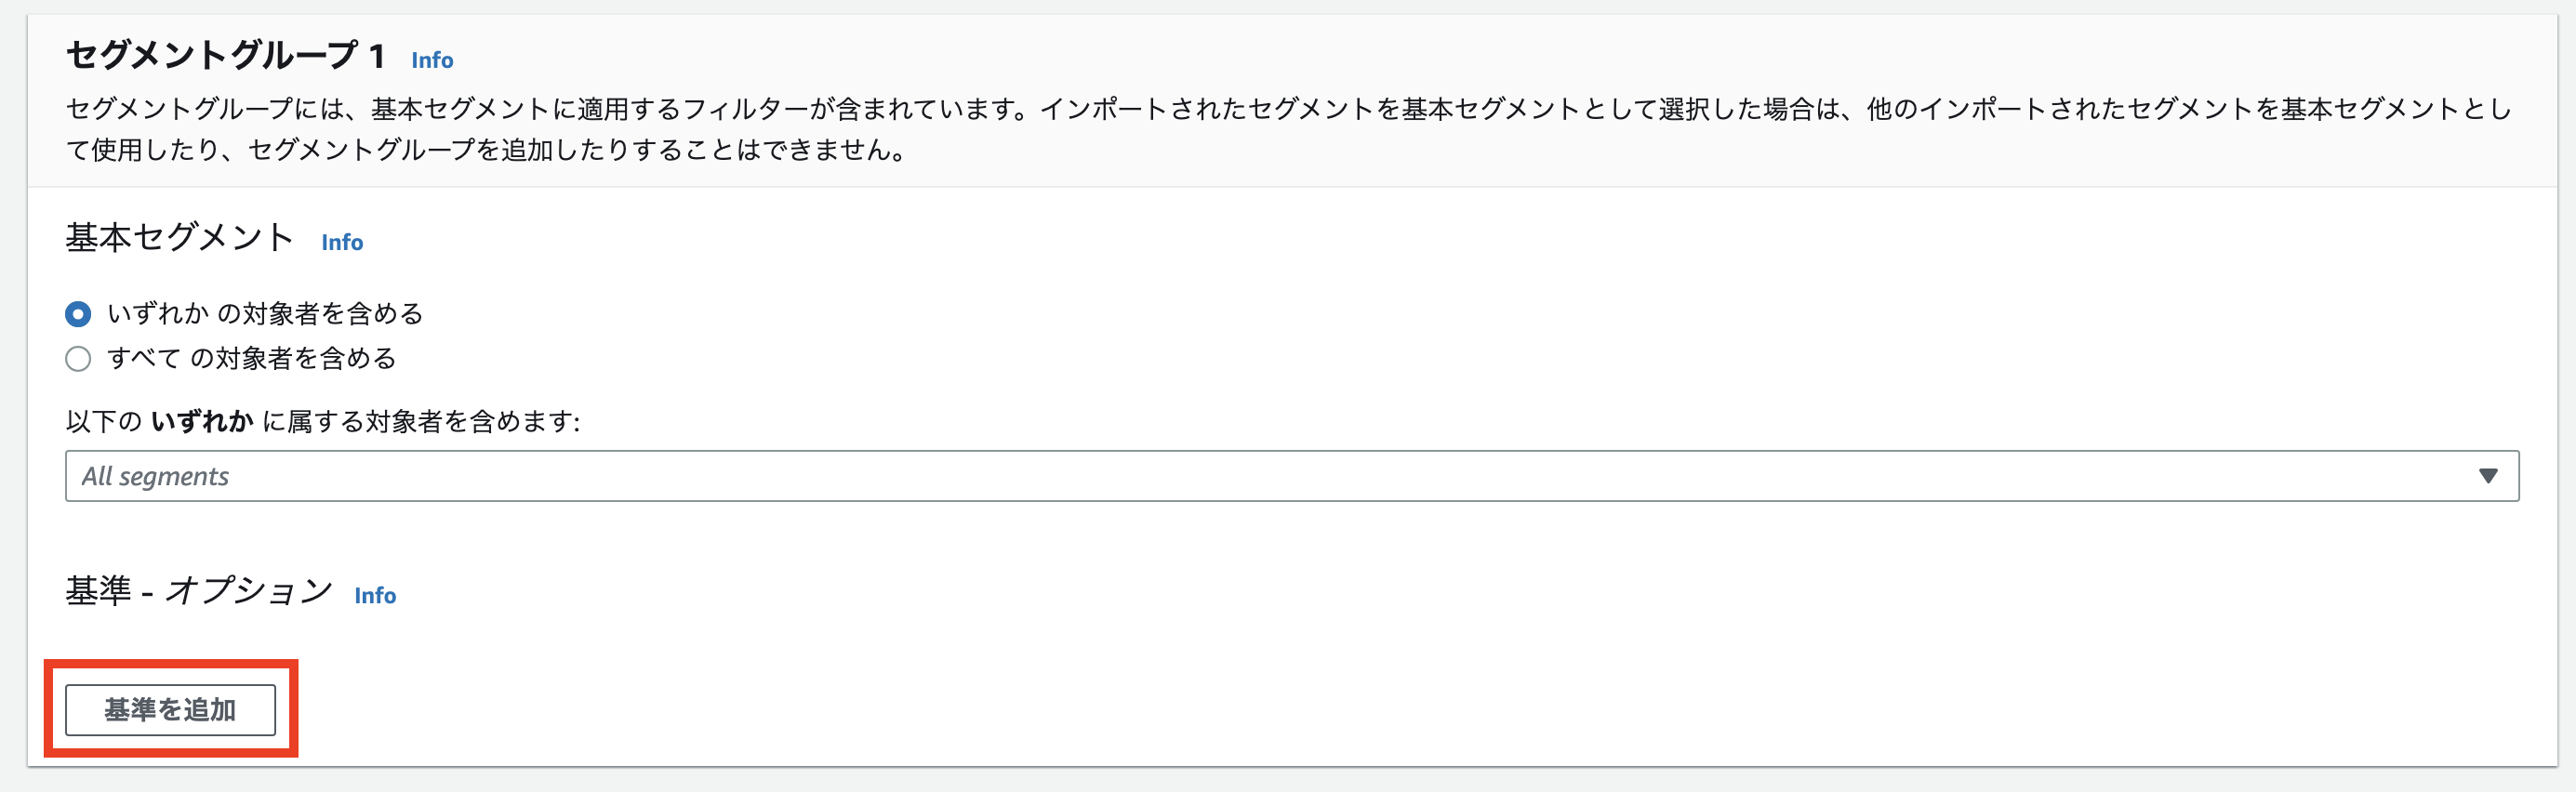 セグメントグループ 1 Info
セグメントグループには、基本セグメントに適用するフィルターが含まれています。インポートされたセグメントを基本セグメントとして選択した場合は、他のインポートされたセグメントを基本セグメントとし
て使用したり、セグメントグループを追加したりすることはできません。
基本セグメント Info
いずれか の対象者を含める
すべて の対象者を含める
以下の いずれか に属する対象者を含めます:
All segments
基準 - オプション Info
基準を追加